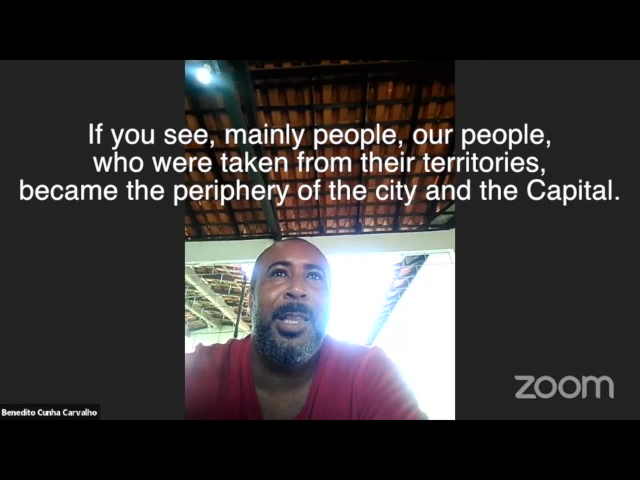 If you see, mainly people, our people,
who were taken from their territories,
became the periphery of the city and the Capital.
zoom
Benedito Cunha Carvalho